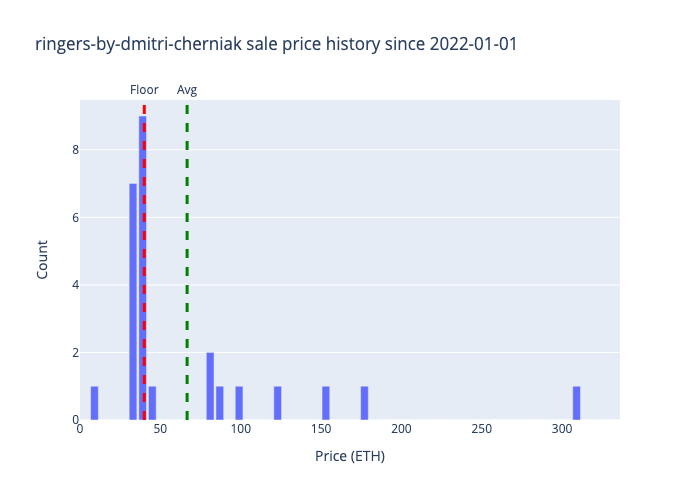 ringers-by-dmitri-cherniak sale price history since 2022-01-01
Floor Avg
8
6
4
2
0
Count
0 50 100 150 200 250 300
Price (ETH)